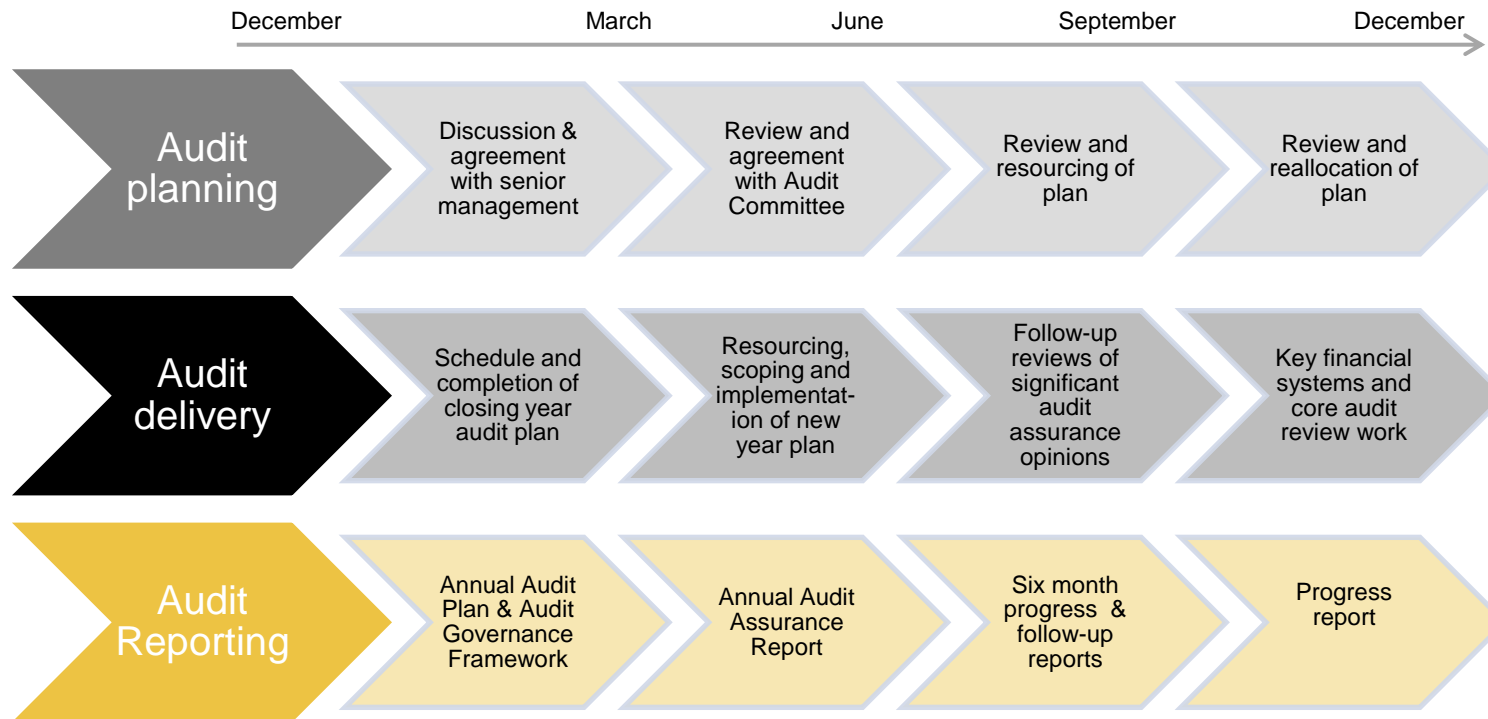 December March June September December
Audit
planning
Discussion &
agreement
with senior
management
Review and
agreement
with Audit
Committee
Review and
resourcing of
plan
Review and
reallocation of
plan
Audit
delivery
Schedule and
completion of
closing year
audit plan
Resourcing,
scoping and
implementat-
ion of new
year plan
Follow-up
reviews of
significant
audit
assurance
opinions
Key financial
systems and
core audit
review work
Audit
Reporting
Annual Audit
Plan & Audit
Governance
Framework
Annual Audit
Assurance
Report
Six month
progress &
follow-up
reports
Progress
report